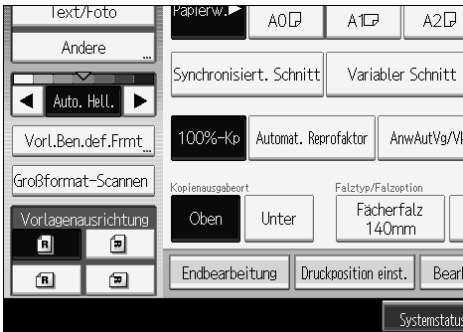 Text/Foto
Andere
Auto. Hell.
Vorl.Ben.def.Frmt
Großformat-Scannen
Vorlagenausrichtung
R
R
R
R
Papierw.
A0
A1
A2
Synchronisiert. Schnitt
Variabler Schnitt
100%-Kp
Automat. Reprofaktor
AnwAutVg/Vk
Kopienausgabeort
Falztyp/Falzoption
Oben
Unter
Fächerfalz
140mm
Endbearbeitung
Druckposition einst.
Bear
Systemstatus